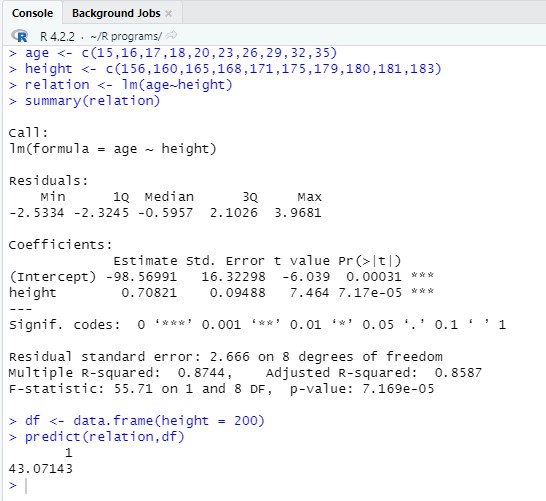 Console Background Jobs ×
R 4.2.2 · ~/R programs/
> age <- c(15,16,17,18,20,23,26,29,32,35)
> height <- c(156,160,165,168,171,175,179,180,181,183)
> relation <- lm(age~height)
> summary(relation)
Call:
lm(formula = age ~ height)
Residuals:
Min 1Q Median 3Q Max
-2.5334 -2.3245 -0.5957 2.1026 3.9681
Coefficients:
Estimate Std. Error t value Pr(>|t|)
(Intercept) -98.56991 16.32298 -6.039 0.00031 ***
height 0.70821 0.09488 7.464 7.17e-05 ***
---
Signif. codes: 0 ‘***’ 0.001 ‘**’ 0.01 ‘*’ 0.05 ‘.’ 0.1 ‘ ’ 1
Residual standard error: 2.666 on 8 degrees of freedom
Multiple R-squared: 0.8744, Adjusted R-squared: 0.8587
F-statistic: 55.71 on 1 and 8 DF, p-value: 7.169e-05
> df <- data.frame(height = 200)
> predict(relation,df)
1
43.07143
>